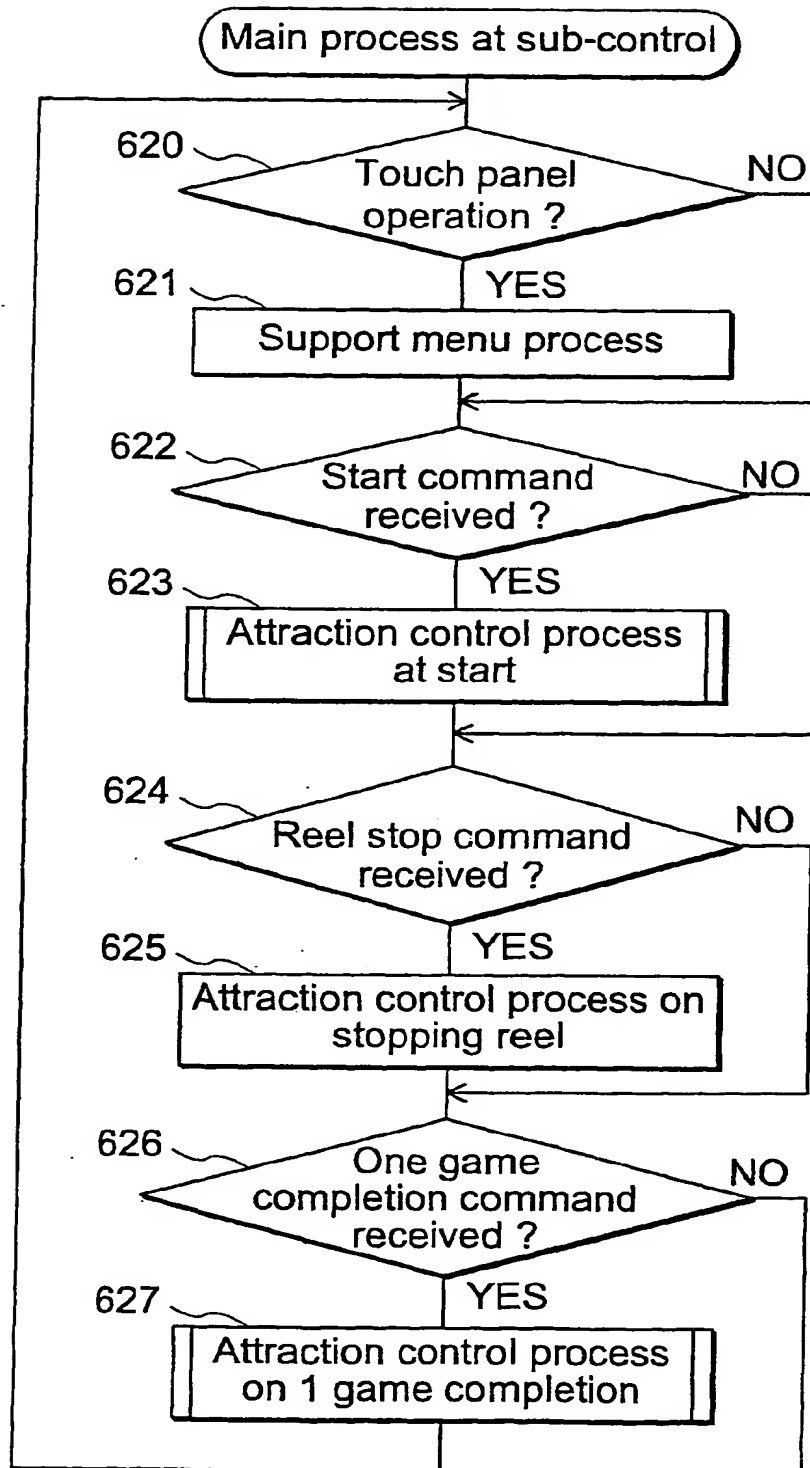 Main process at sub-control
620
Touch panel
operation ?
NO
YES
621
Support menu process
622
Start command
received ?
NO
YES
623
Attraction control process
at start
624
Reel stop command
received ?
NO
YES
625
Attraction control process on
stopping reel
626
One game
completion command
received ?
NO
YES
627
Attraction control process
on 1 game completion